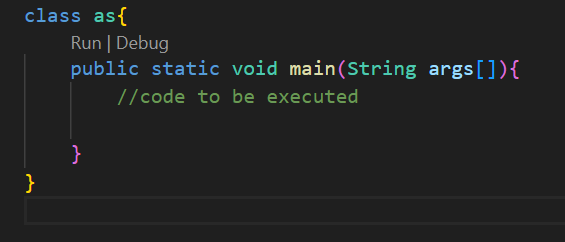 class as{
Run | Debug
public static void main(String args[]){
//code to be executed
}
}